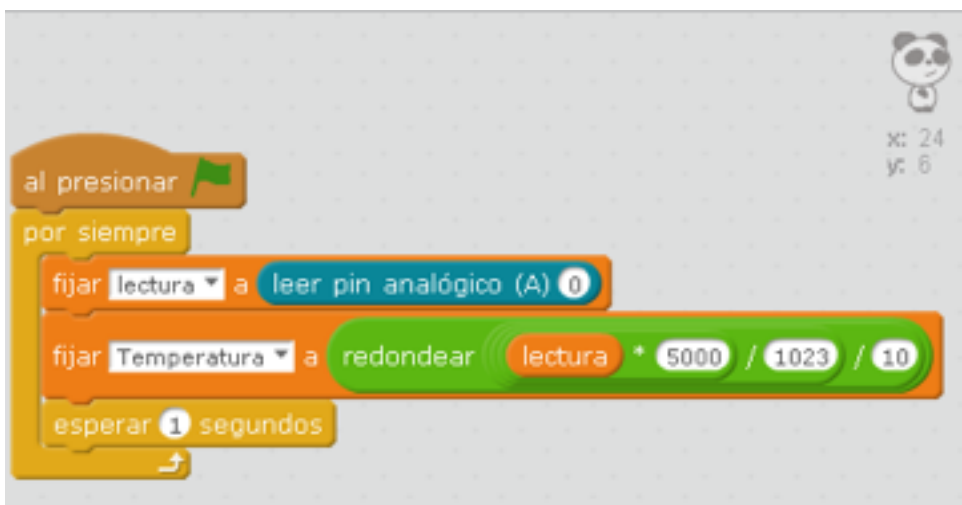 x: 24
y: 6
al presionar
por siempre
fijar lectura a leer pin analógico (A) 0
fijar Temperatura a redondear lectura * 5000 / 1023 / 10
esperar 1 segundos